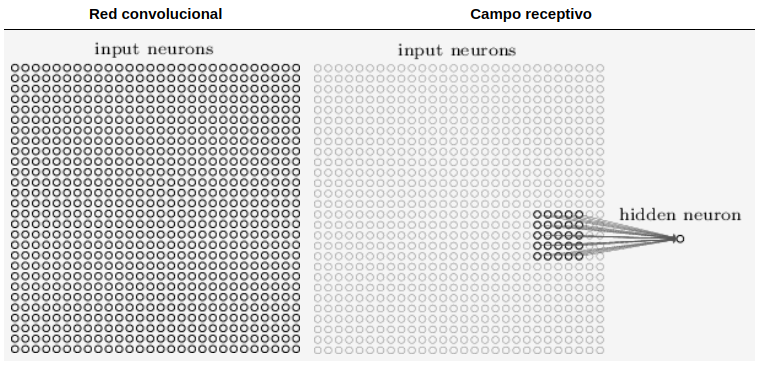 Red convolucional
Campo receptivo
input neurons
input neurons
hidden neuron